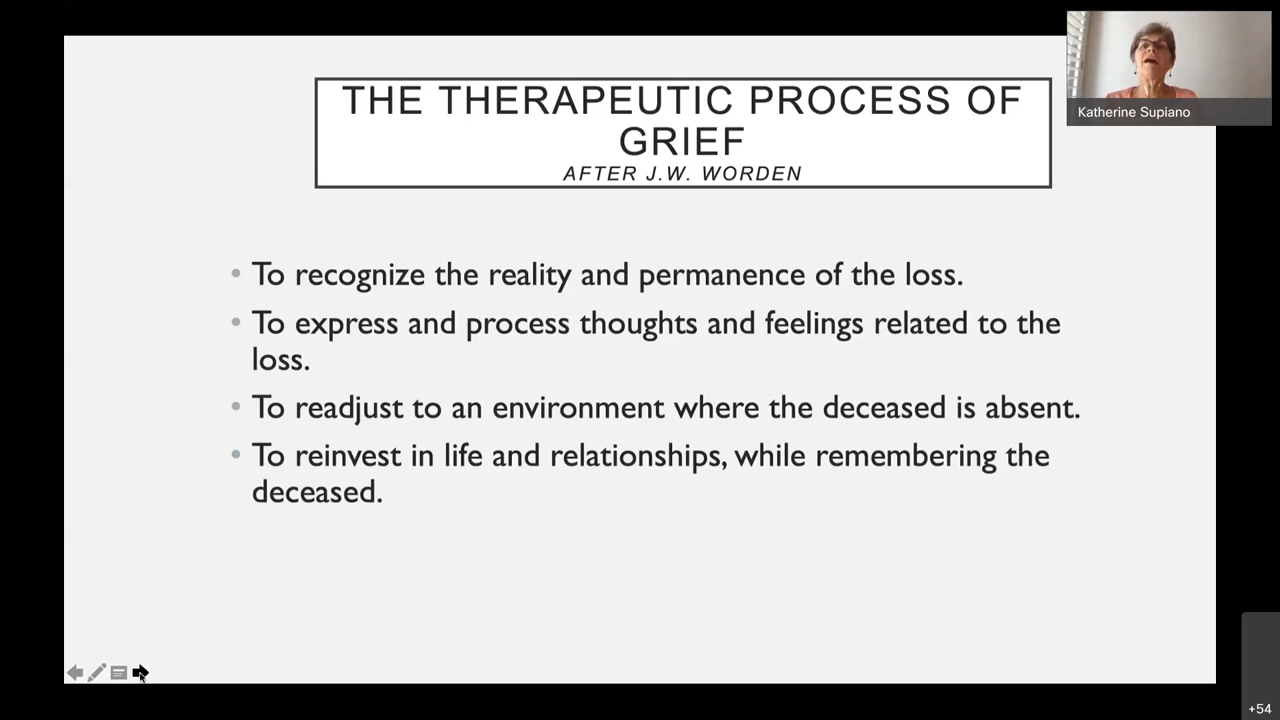 THE THERAPEUTIC PROCESS OF
GRIEF
AFTER J.W. WORDEN
Katherine Supiano
• To recognize the reality and permanence of the loss.
• To express and process thoughts and feelings related to the
loss.
• To readjust to an environment where the deceased is absent.
• To reinvest in life and relationships, while remembering the
deceased.
+54